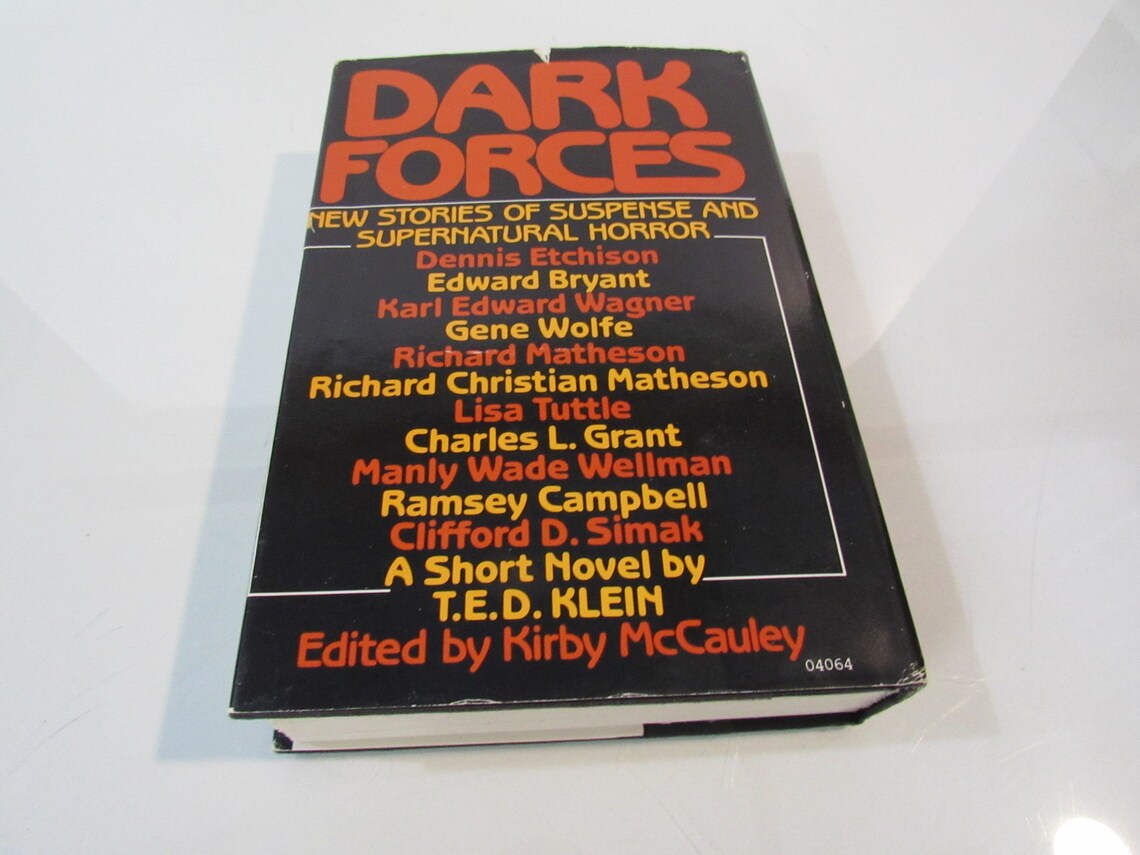 DARK
FORCES
NEW STORIES OF SUSPENSE AND
SUPERNATURAL HORROR
Dennis Etchison
Edward Bryant
Karl Edward Wagner
Gene Wolfe
Richard Matheson
Richard Christian Matheson
Lisa Tuttle
Charles L. Grant
Manly Wade Wellman
Ramsey Campbell
Clifford D. Simak
A Short Novel by
T.E.D. KLEIN
Edited by Kirby McCauley
04064